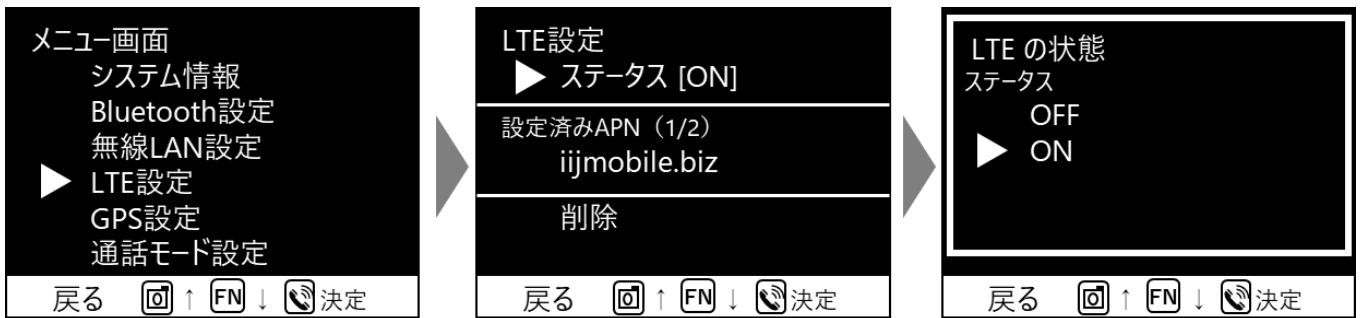 メニュー画面
システム情報
Bluetooth設定
無線LAN設定
LTE設定
GPS設定
通話モード設定
戻る ↑ FN ↓ 決定
LTE設定
ステータス [ON]
設定済みAPN（1/2）
iijmobile.biz
削除
戻る ↑ FN ↓ 決定
LTE の状態
ステータス
OFF
ON
戻る ↑ FN ↓ 決定